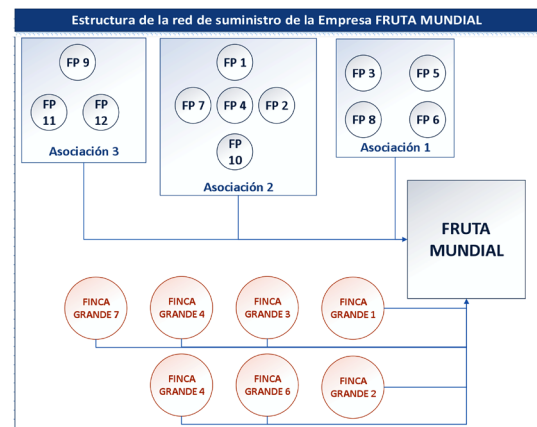 Estructura de la red de suministro de la Empresa FRUTA MUNDIAL
FP 9
FP
11
FP
12
Asociación 3
FP 1
FP 7
FP 4
FP 2
FP
10
Asociación 2
FP 3
FP 5
FP 8
FP 6
Asociación 1
FRUTA
MUNDIAL
FINCA
GRANDE 7
FINCA
GRANDE 4
FINCA
GRANDE 3
FINCA
GRANDE 1
FINCA
GRANDE 4
FINCA
GRANDE 6
FINCA
GRANDE 2